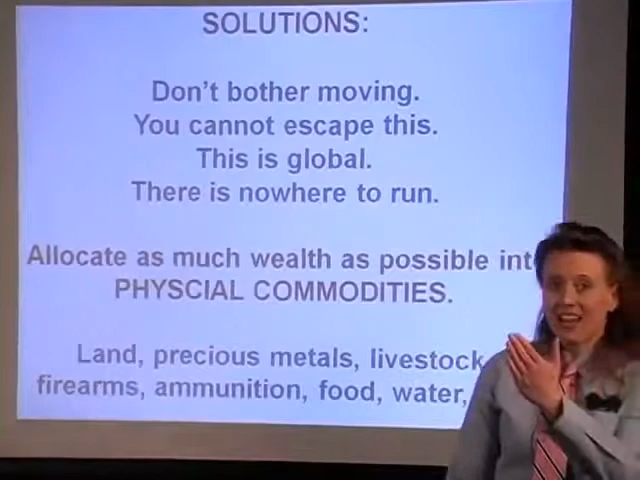 SOLUTIONS:
Don't bother moving.
You cannot escape this.
This is global.
There is nowhere to run.
Allocate as much wealth as possible int
PHYSCIAL COMMODITIES.
Land, precious metals, livestock
firearms, ammunition, food, water,